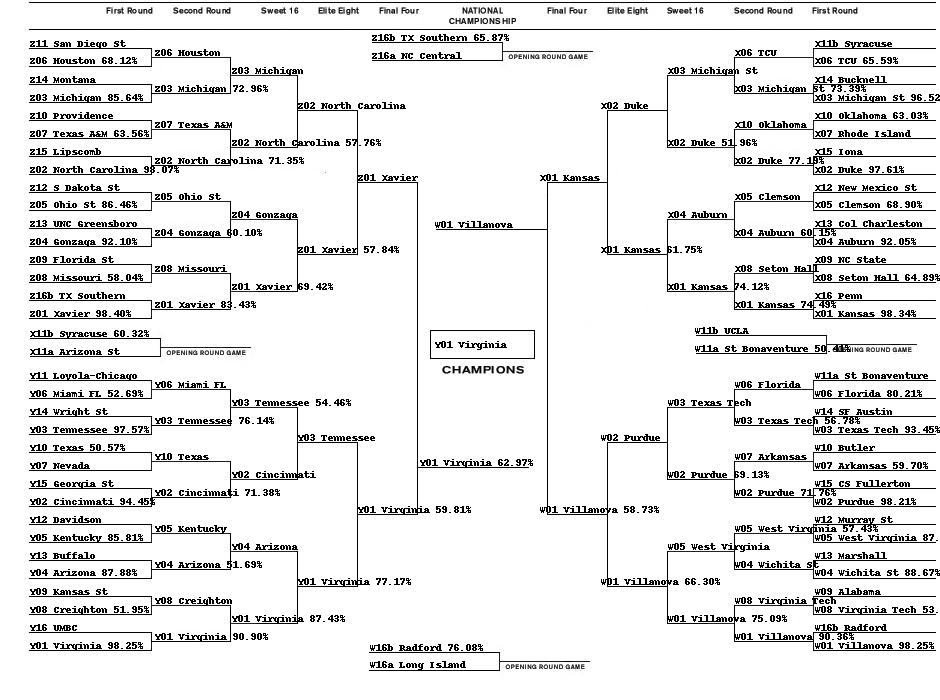 First Round Second Round Sweet 16 Elite Eight Final Four NATIONAL CHAMPIONSHIP Final Four Elite Eight Sweet 16 Second Round First Round
Z16b TX Southern 65.87%
Z16a NC Central
OPENING ROUND GAME
Z11 San Diego St
Z06 Houston 68.12%
Z14 Montana
Z03 Michigan 85.64%
Z10 Providence
Z07 Texas A&M 63.56%
Z15 Lipscomb
Z02 North Carolina 98.07%
Z12 S Dakota St
Z05 Ohio St 86.46%
Z13 UNC Greensboro
Z04 Gonzaga 92.10%
Z09 Florida St
Z08 Missouri 58.04%
Z16b TX Southern
Z01 Xavier 98.40%
Z06 Houston
Z03 Michigan 72.96%
Z07 Texas A&M
Z02 North Carolina 71.35%
Z05 Ohio St
Z04 Gonzaga 60.10%
Z08 Missouri
Z01 Xavier 83.43%
Z03 Michigan
Z02 North Carolina 57.76%
Z04 Gonzaga
Z01 Xavier 69.42%
Z02 North Carolina
Z01 Xavier 57.84%
Z01 Xavier
X11b Syracuse 60.32%
X11a Arizona St
OPENING ROUND GAME
Y11 Loyola-Chicago
Y06 Miami FL 52.69%
Y14 Wright St
Y03 Tennessee 97.57%
Y10 Texas 50.57%
Y07 Nevada
Y15 Georgia St
Y02 Cincinnati 94.45%
Y12 Davidson
Y05 Kentucky 85.81%
Y13 Buffalo
Y04 Arizona 87.88%
Y09 Kansas St
Y08 Creighton 51.95%
Y16 UMBC
Y01 Virginia 98.25%
Y06 Miami FL
Y03 Tennessee 76.14%
Y10 Texas
Y02 Cincinnati 71.38%
Y05 Kentucky
Y04 Arizona 51.69%
Y08 Creighton
Y01 Virginia 90.90%
Y03 Tennessee 54.46%
Y02 Cincinnati
Y04 Arizona
Y01 Virginia 87.43%
Y03 Tennessee
Y01 Virginia 77.17%
Y01 Virginia 59.81%
W01 Villanova
Y01 Virginia
CHAMPIONS
Y01 Virginia 62.97%
X01 Kansas
X02 Duke
X01 Kansas 61.75%
X03 Michigan St
X02 Duke 51.96%
X04 Auburn
X01 Kansas 74.12%
X06 TCU
X03 Michigan St 73.39%
X10 Oklahoma
X02 Duke 77.19%
X05 Clemson
X04 Auburn 60.15%
X08 Seton Hall
X01 Kansas 74.49%
X11b Syracuse
X06 TCU 65.59%
X14 Bucknell
X03 Michigan St 96.52
X10 Oklahoma 63.03%
X07 Rhode Island
X15 Iona
X02 Duke 97.61%
X12 New Mexico St
X05 Clemson 68.90%
X13 Col Charleston
X04 Auburn 92.05%
X09 NC State
X08 Seton Hall 64.89%
X16 Penn
X01 Kansas 98.34%
W11b UCLA
W11a St Bonaventure 50.41%
OPENING ROUND GAME
W01 Villanova 58.73%
W02 Purdue
W01 Villanova 66.30%
W03 Texas Tech
W02 Purdue 69.13%
W05 West Virginia
W01 Villanova 75.09%
W06 Florida
W03 Texas Tech 56.78%
W07 Arkansas
W02 Purdue 71.76%
W05 West Virginia 57.43%
W04 Wichita St
W08 Virginia Tech
W01 Villanova 90.36%
W11a St Bonaventure
W06 Florida 80.21%
W14 SF Austin
W03 Texas Tech 93.45%
W10 Butler
W07 Arkansas 59.70%
W15 CS Fullerton
W02 Purdue 98.21%
W12 Murray St
W05 West Virginia 87.
W13 Marshall
W04 Wichita St 88.67%
W09 Alabama
W08 Virginia Tech 53.
W16b Radford
W01 Villanova 98.25%
W16b Radford 76.08%
W16a Long Island
OPENING ROUND GAME